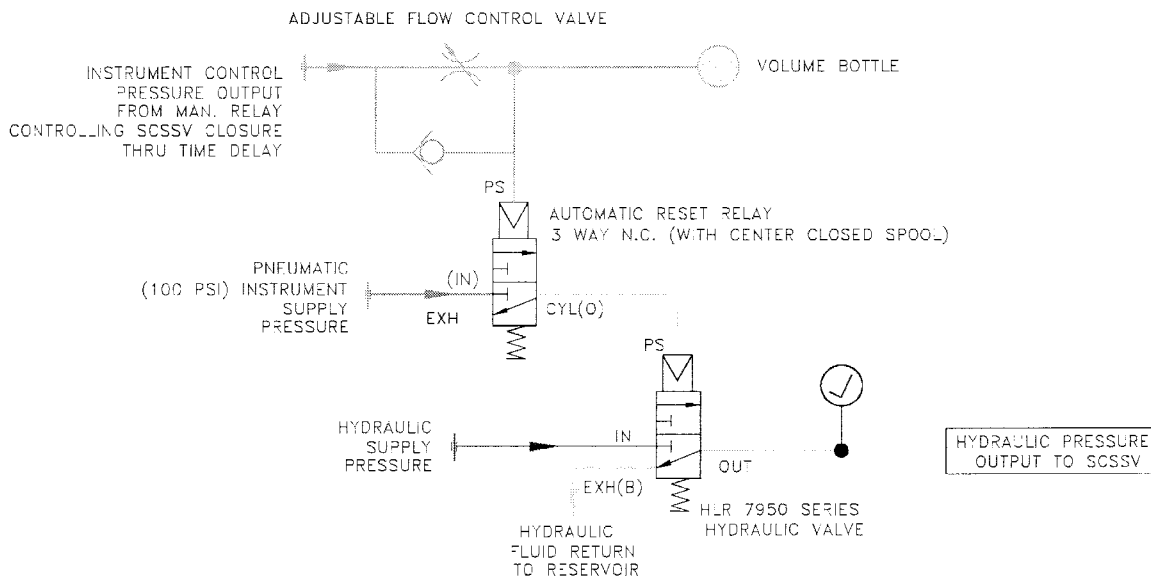 ADJUSTABLE FLOW CONTROL VALVE
INSTRUMENT CONTROL
PRESSURE OUTPUT
FROM MAN. RELAY
CONTROLLING SCSSV CLOSURE
THRU TIME DELAY
VOLUME BOTTLE
PS
AUTOMATIC RESET RELAY
3 WAY N.C. (WITH CENTER CLOSED SPOOL)
PNEUMATIC
(100 PSI) INSTRUMENT
SUPPLY
PRESSURE
(IN)
EXH
CYL(O)
PS
HYDRAULIC
SUPPLY
PRESSURE
IN
OUT
EXH(B)
HYDRAULIC PRESSURE
OUTPUT TO SCSSV
HLR 7950 SERIES
HYDRAULIC VALVE
HYDRAULIC
FLUID RETURN
TO RESERVOIR